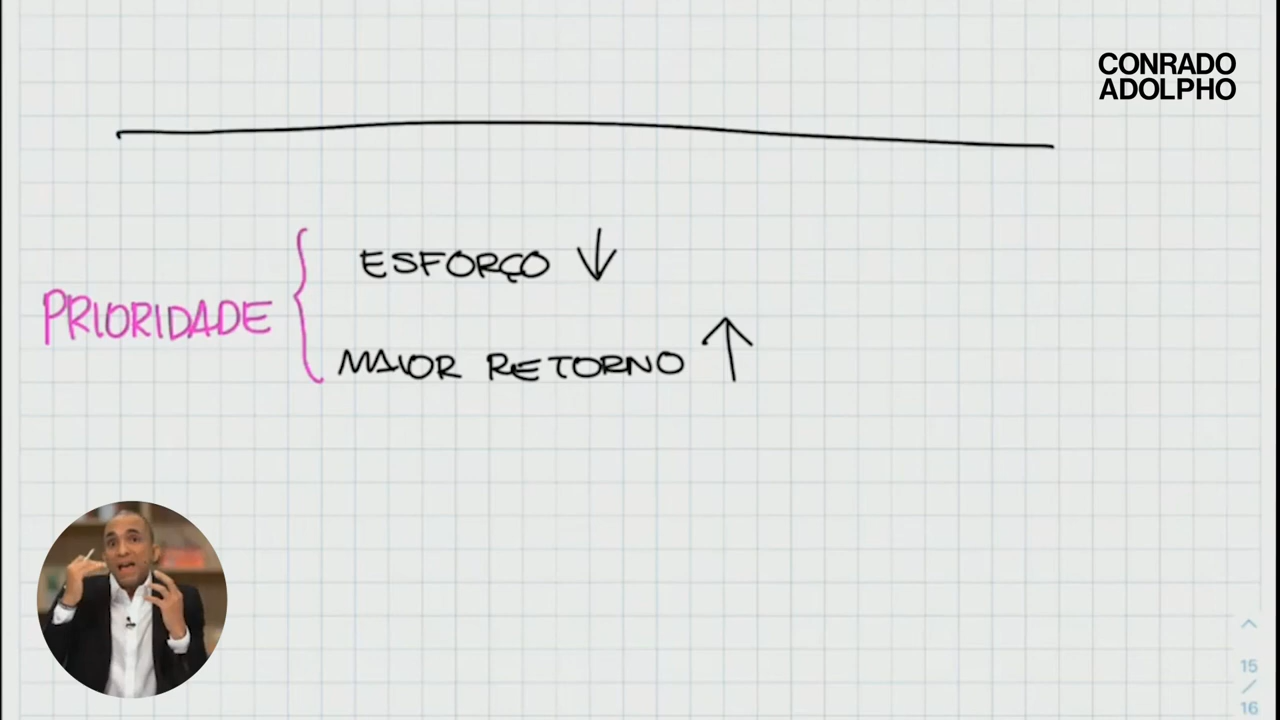 CONRADO
ADOLPHO
ESFORÇO ↓
PRIORIDADE
MAIOR RETORNO ↑
15
/
16